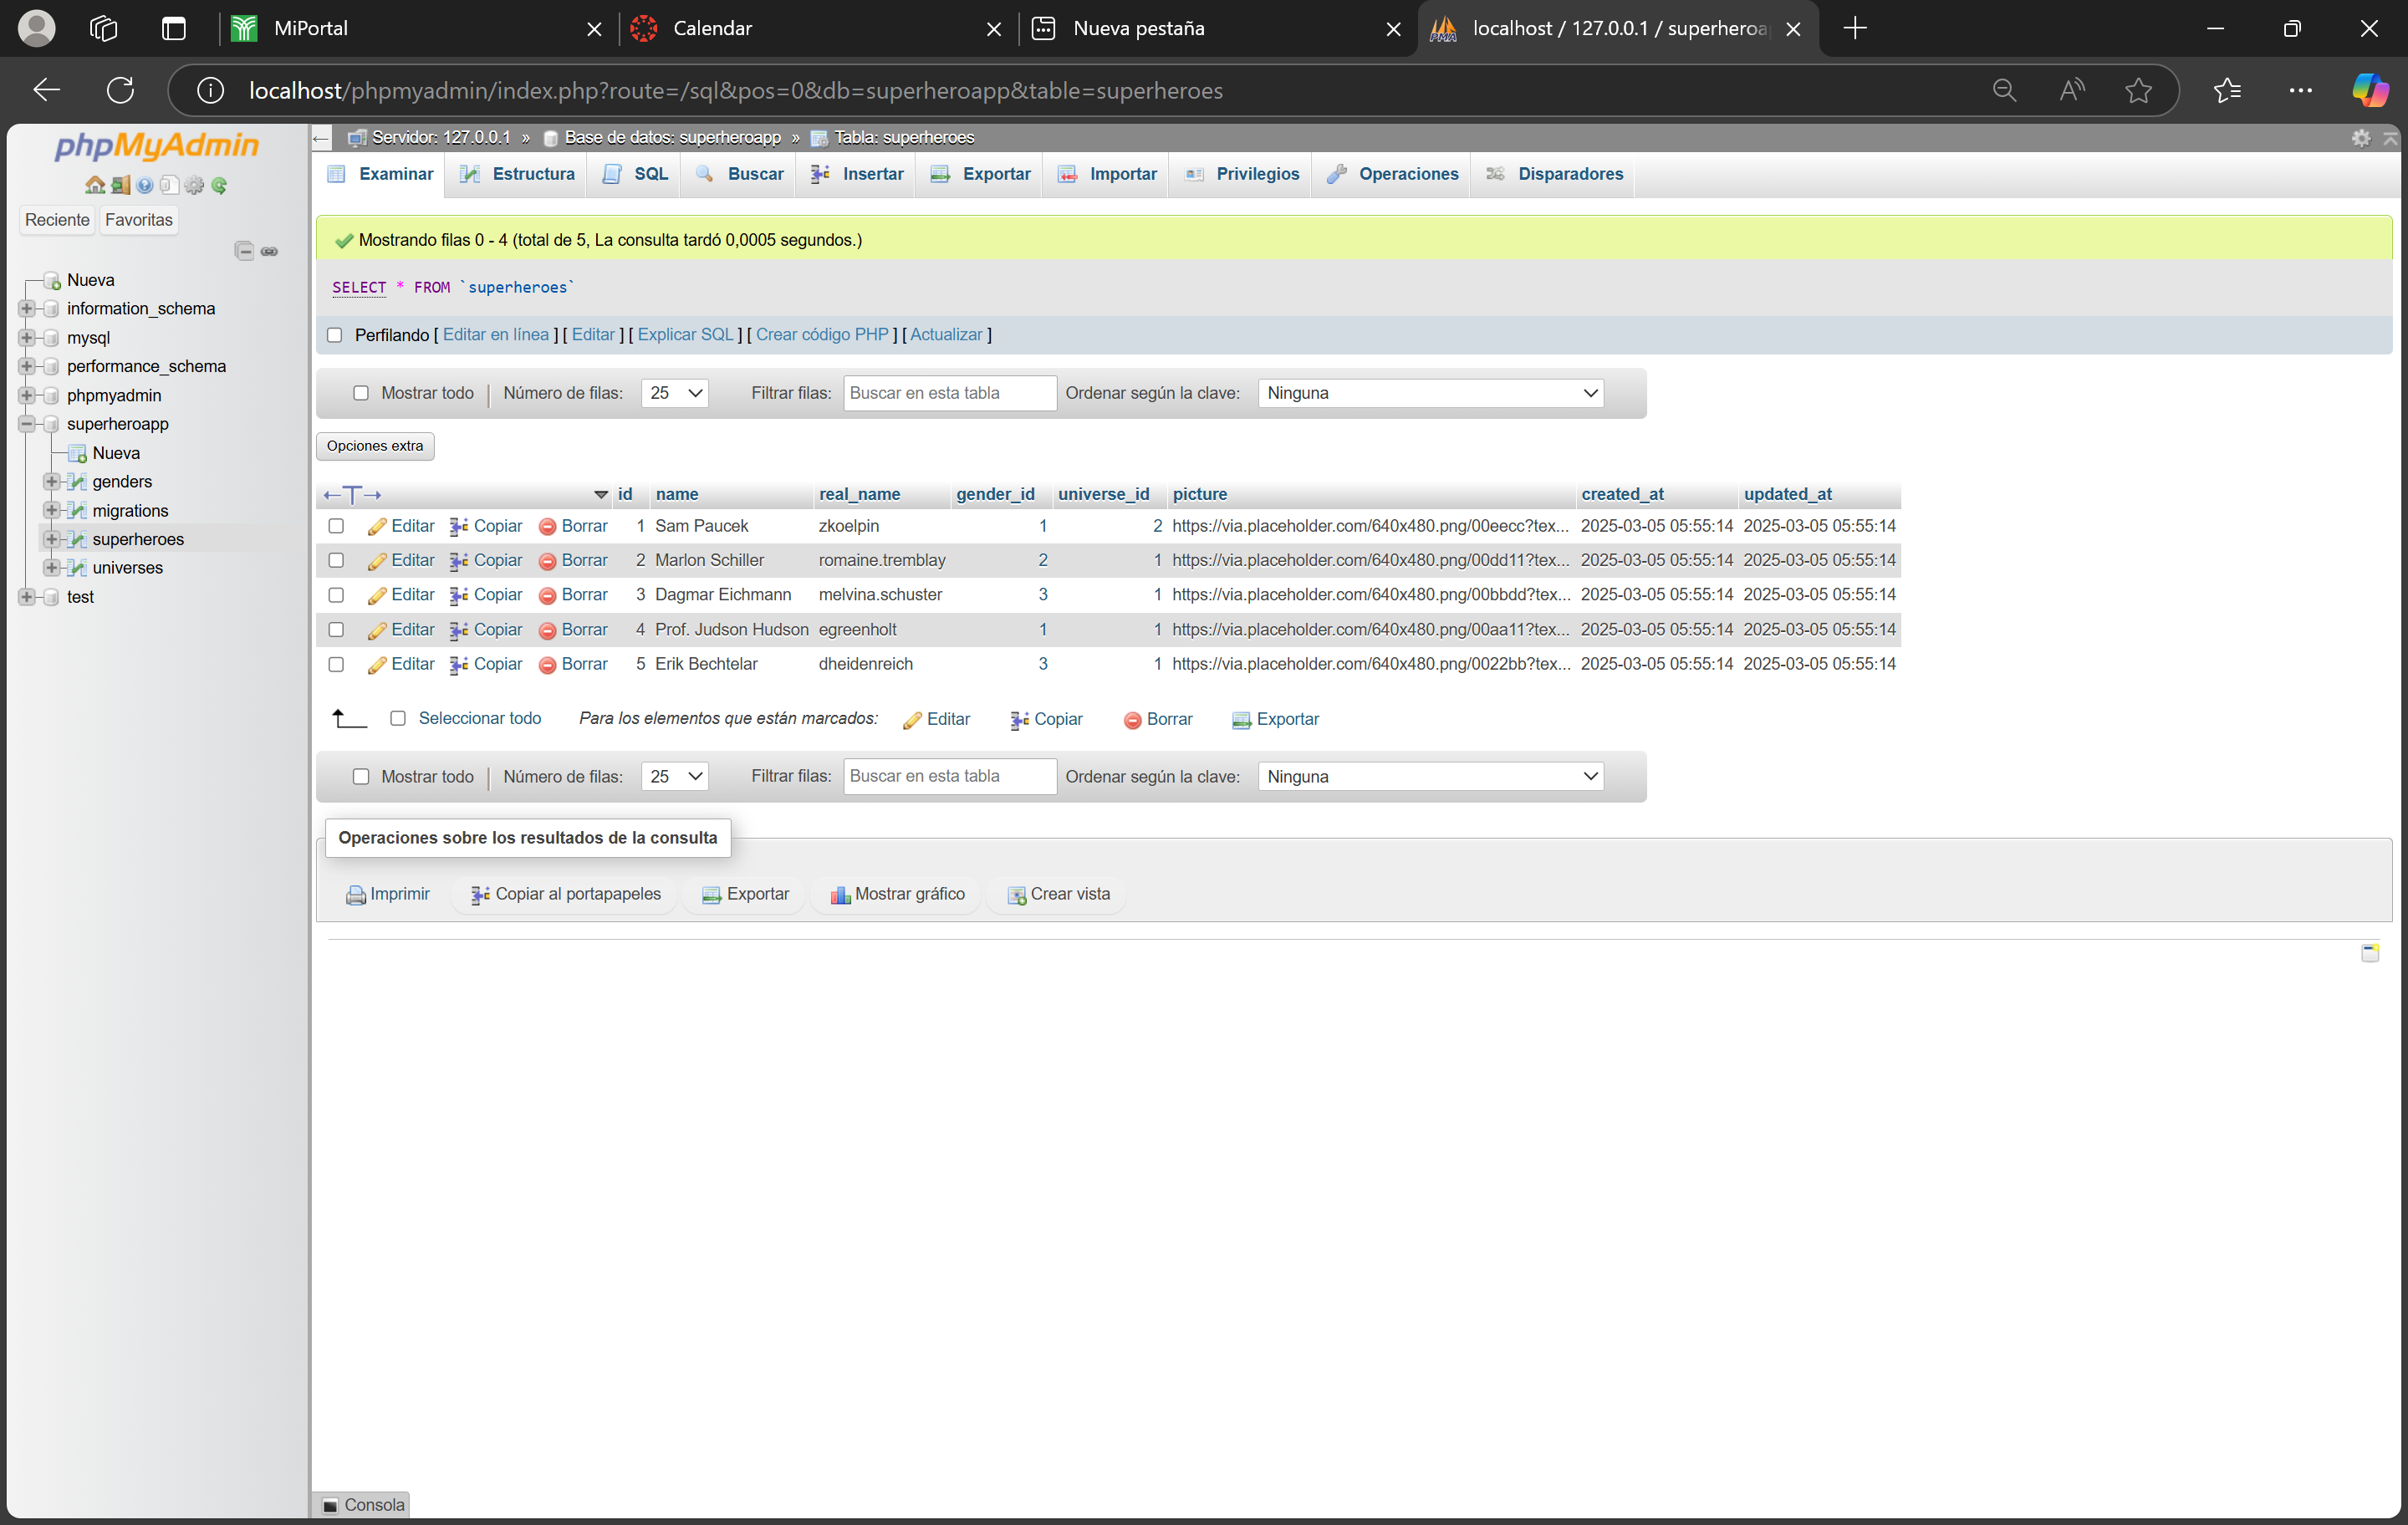 MiPortal
Calendar
Nueva pestaña
localhost / 127.0.0.1 / superheroa
localhost/phpmyadmin/index.php?route=/sql&pos=0&db=superheroapp&table=superheroes
phpMyAdmin
Reciente Favoritas
Nueva
information_schema
mysql
performance_schema
phpmyadmin
superheroapp
Nueva
genders
migrations
superheroes
universes
test
Servidor: 127.0.0.1 » Base de datos: superheroapp » Tabla: superheroes
Examinar Estructura SQL Buscar Insertar Exportar Importar Privilegios Operaciones Disparadores
Mostrando filas 0 - 4 (total de 5, La consulta tardó 0,0005 segundos.)
SELECT * FROM `superheroes`
Perfilando [ Editar en línea ] [ Editar ] [ Explicar SQL ] [ Crear código PHP ] [ Actualizar ]
Mostrar todo | Número de filas: 25 Filtrar filas: Buscar en esta tabla Ordenar según la clave: Ninguna
Opciones extra
←T→ id name real_name gender_id universe_id picture created_at updated_at
Editar Copiar Borrar 1 Sam Paucek zkoelpin 1 2 https://via.placeholder.com/640x480.png/00eecc?tex... 2025-03-05 05:55:14 2025-03-05 05:55:14
Editar Copiar Borrar 2 Marlon Schiller romaine.tremblay 2 1 https://via.placeholder.com/640x480.png/00dd11?tex... 2025-03-05 05:55:14 2025-03-05 05:55:14
Editar Copiar Borrar 3 Dagmar Eichmann melvina.schuster 3 1 https://via.placeholder.com/640x480.png/00bbdd?tex... 2025-03-05 05:55:14 2025-03-05 05:55:14
Editar Copiar Borrar 4 Prof. Judson Hudson egreenholt 1 1 https://via.placeholder.com/640x480.png/00aa11?tex... 2025-03-05 05:55:14 2025-03-05 05:55:14
Editar Copiar Borrar 5 Erik Bechtelar dheidenreich 3 1 https://via.placeholder.com/640x480.png/0022bb?tex... 2025-03-05 05:55:14 2025-03-05 05:55:14
Seleccionar todo Para los elementos que están marcados: Editar Copiar Borrar Exportar
Mostrar todo | Número de filas: 25 Filtrar filas: Buscar en esta tabla Ordenar según la clave: Ninguna
Operaciones sobre los resultados de la consulta
Imprimir Copiar al portapapeles Exportar Mostrar gráfico Crear vista
Consola